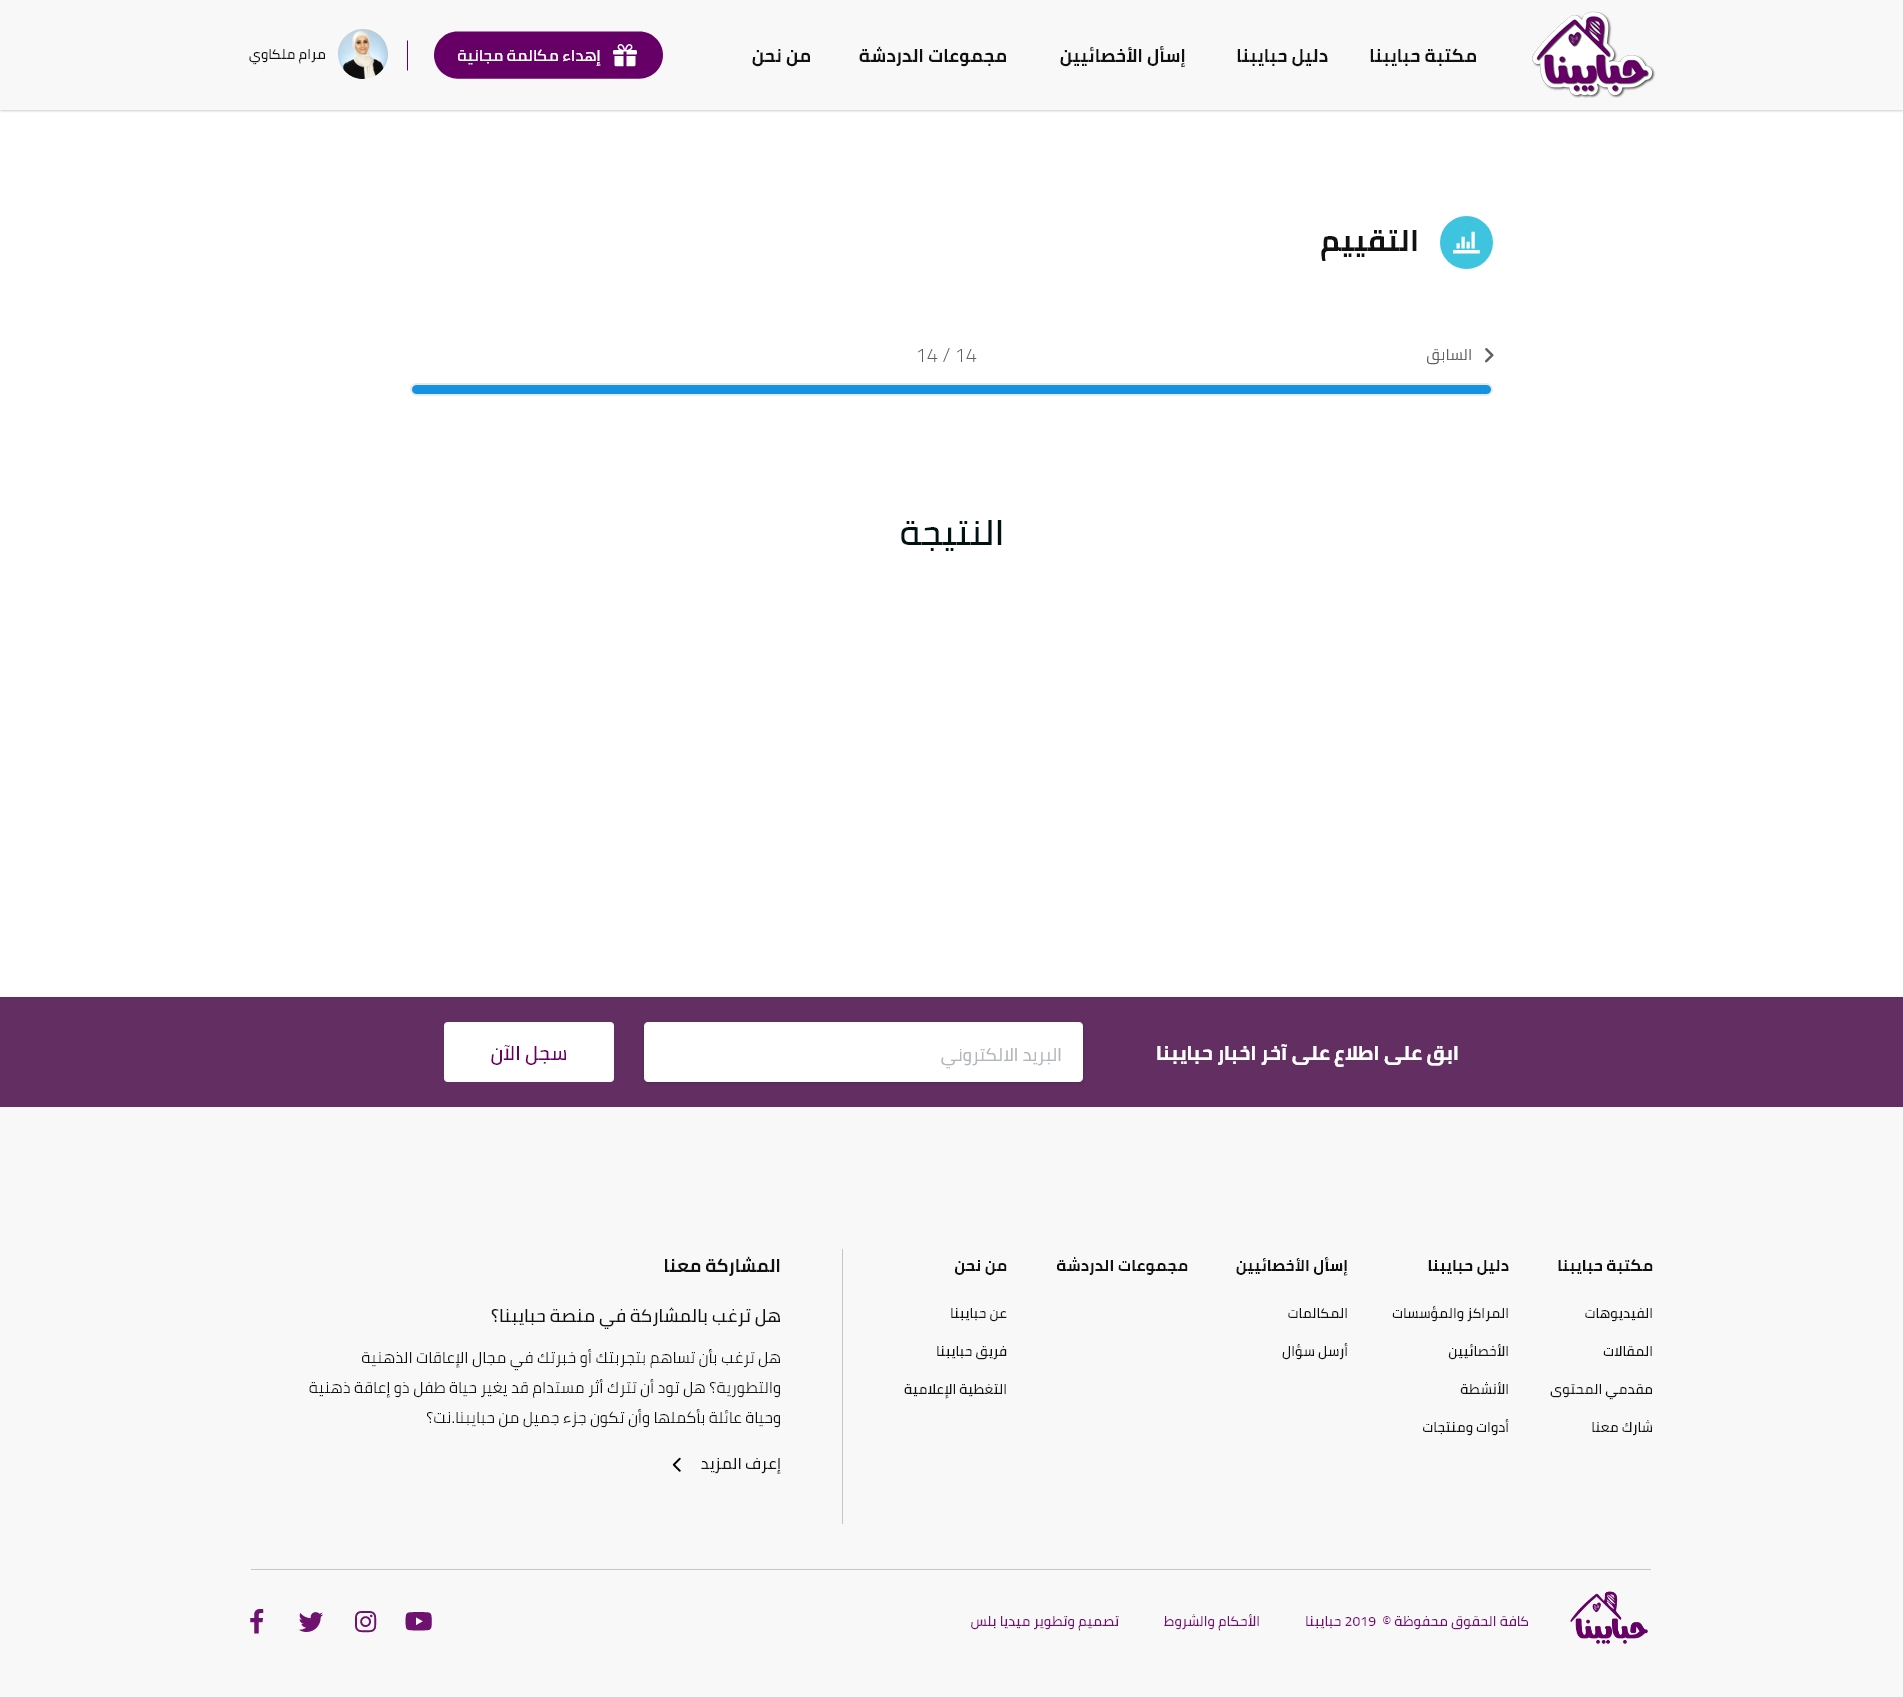 حبايبنا
مكتبة حبايبنا
دليل حبايبنا
إسأل الأخصائيين
مجموعات الدردشة
من نحن
إهداء مكالمة مجانية
مرام ملكاوي
التقييم
السابق
14 / 14
النتيجة
ابق على اطلاع على آخر اخبار حبايبنا
البريد الالكتروني
سجل الآن
مكتبة حبايبنا
الفيديوهات
المقالات
مقدمي المحتوى
شارك معنا
دليل حبايبنا
المراكز والمؤسسات
الأخصائيين
الأنشطة
أدوات ومنتجات
إسأل الأخصائيين
المكالمات
أرسل سؤال
مجموعات الدردشة
من نحن
عن حبايبنا
فريق حبايبنا
التغطية الإعلامية
المشاركة معنا
هل ترغب بالمشاركة في منصة حبايبنا؟
هل ترغب بأن تساهم بتجربتك أو خبرتك في مجال الإعاقات الذهنية
والتطورية؟ هل تود أن تترك أثر مستدام قد يغير حياة طفل ذو إعاقة ذهنية
وحياة عائلة بأكملها وأن تكون جزء جميل من حبايبنا.نت؟
إعرف المزيد
حبايبنا
كافة الحقوق محفوظة © 2019 حبايبنا
الأحكام والشروط
تصميم وتطوير ميديا بلس